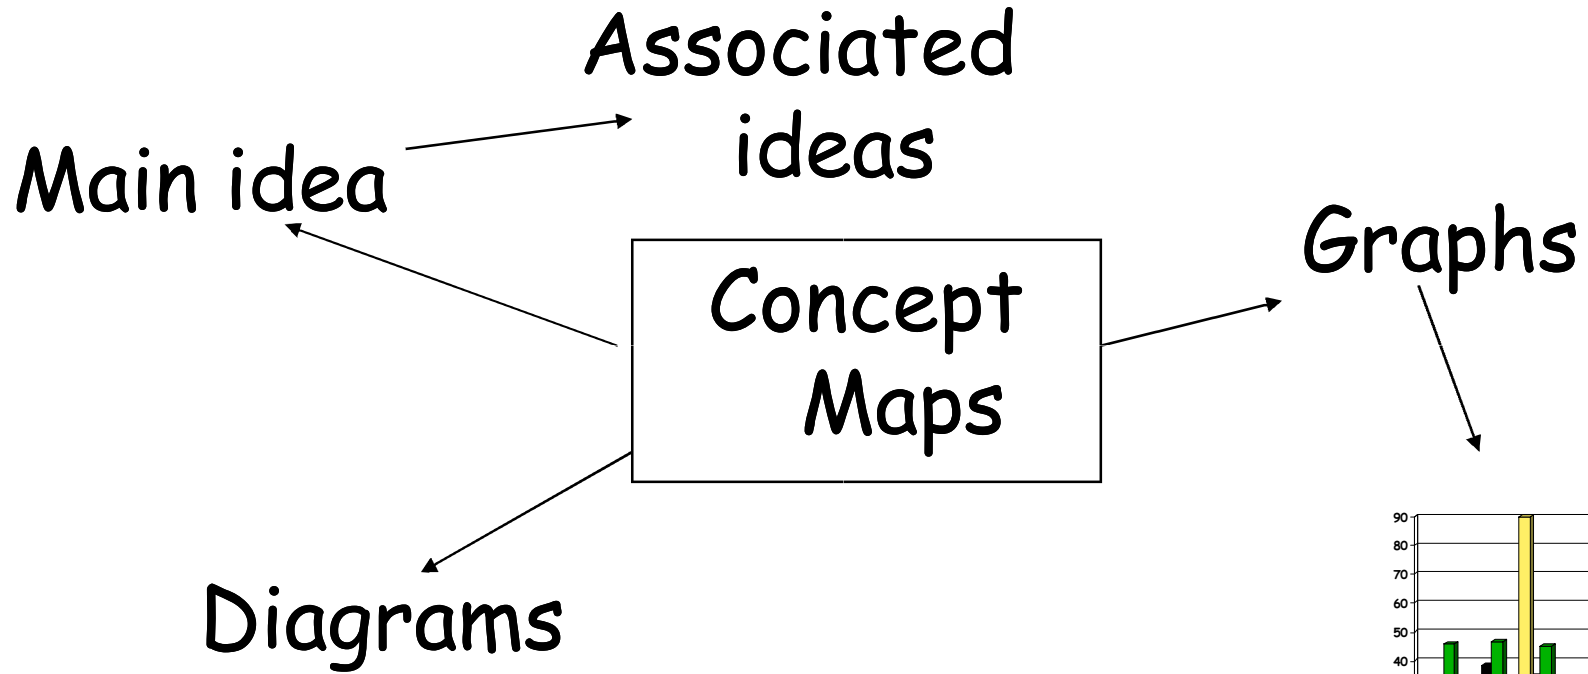 Associated
ideas
Main idea
Graphs
Concept
Maps
Diagrams
90
80
70
60
50
40